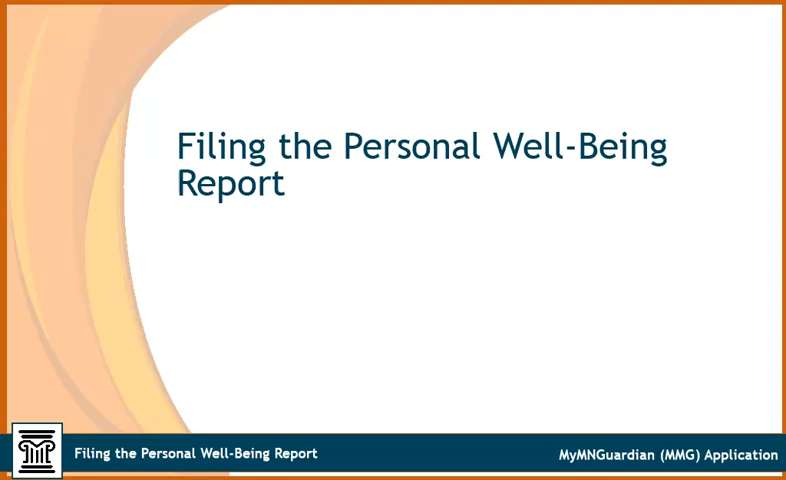 Filing the Personal Well-Being
Report
Filing the Personal Well-Being Report
MyMNGuardian (MMG) Application